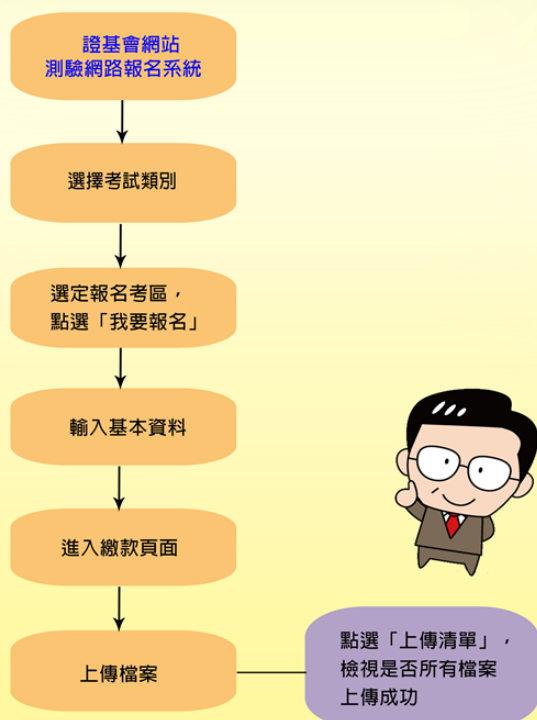 證基會網站
測驗網路報名系統
選擇考試類別
選定報名考區，
點選「我要報名」
輸入基本資料
進入繳款頁面
上傳檔案
點選「上傳清單」，
檢視是否所有檔案
上傳成功